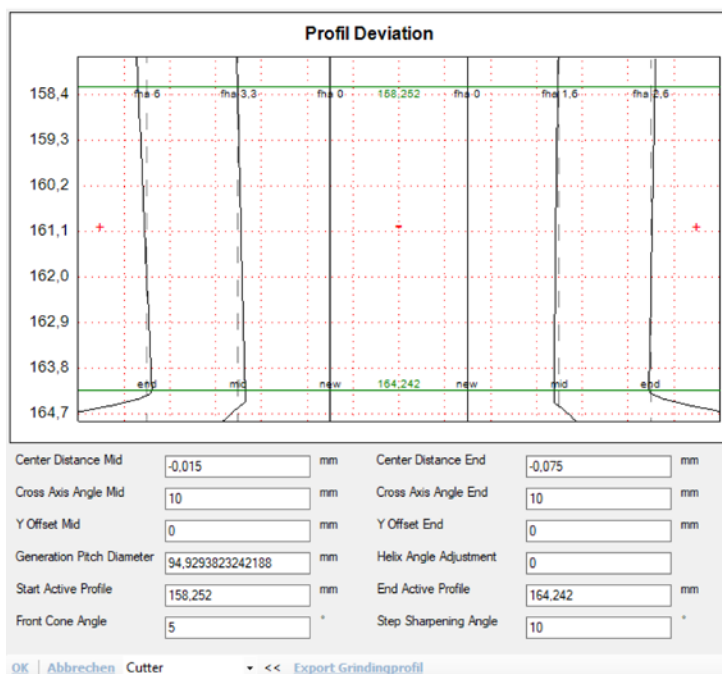 Profil Deviation
158,4 fha 6 fha 3,3 fha 0 158,252 fha 0 fha 1,6 fha 2,6
159,3
160,2
161,1 + - +
162,0
162,9
163,8
end mid new 164,242 new mid end
164,7
Center Distance Mid -0,015 mm Center Distance End -0,075 mm
Cross Axis Angle Mid 10 mm Cross Axis Angle End 10 mm
Y Offset Mid 0 mm Y Offset End 0 mm
Generation Pitch Diameter 94,9293823242188 mm Helix Angle Adjustment 0
Start Active Profile 158,252 mm End Active Profile 164,242 mm
Front Cone Angle 5 ° Step Sharpening Angle 10 °
OK | Abbrechen Cutter << Export Grindingprofil